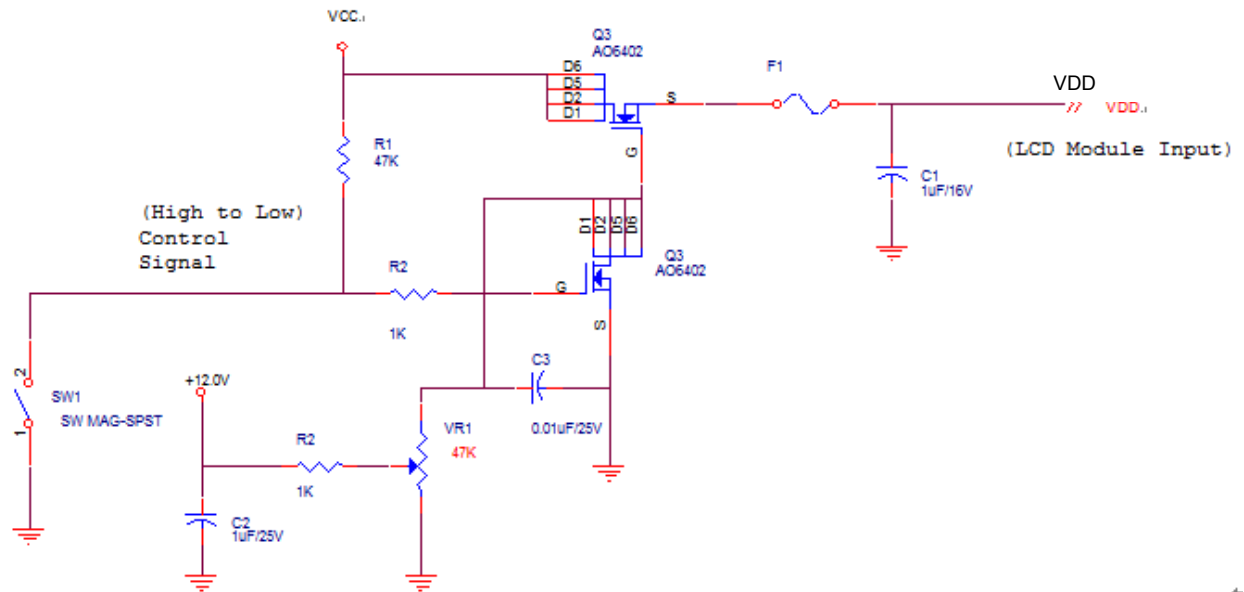 VCC.
Q3
AO6402
D6
D5
D2
D1
S
G
F1
VDD
VDD.
(LCD Module Input)
R1
47K
C1
1uF/16V
(High to Low)
Control
Signal
D1
D2
D5
D6
Q3
AO6402
R2
G
1K
S
2
SW1
SW MAG-SPST
1
+12.0V
C3
0.01uF/25V
R2
1K
VR1
47K
C2
1uF/25V